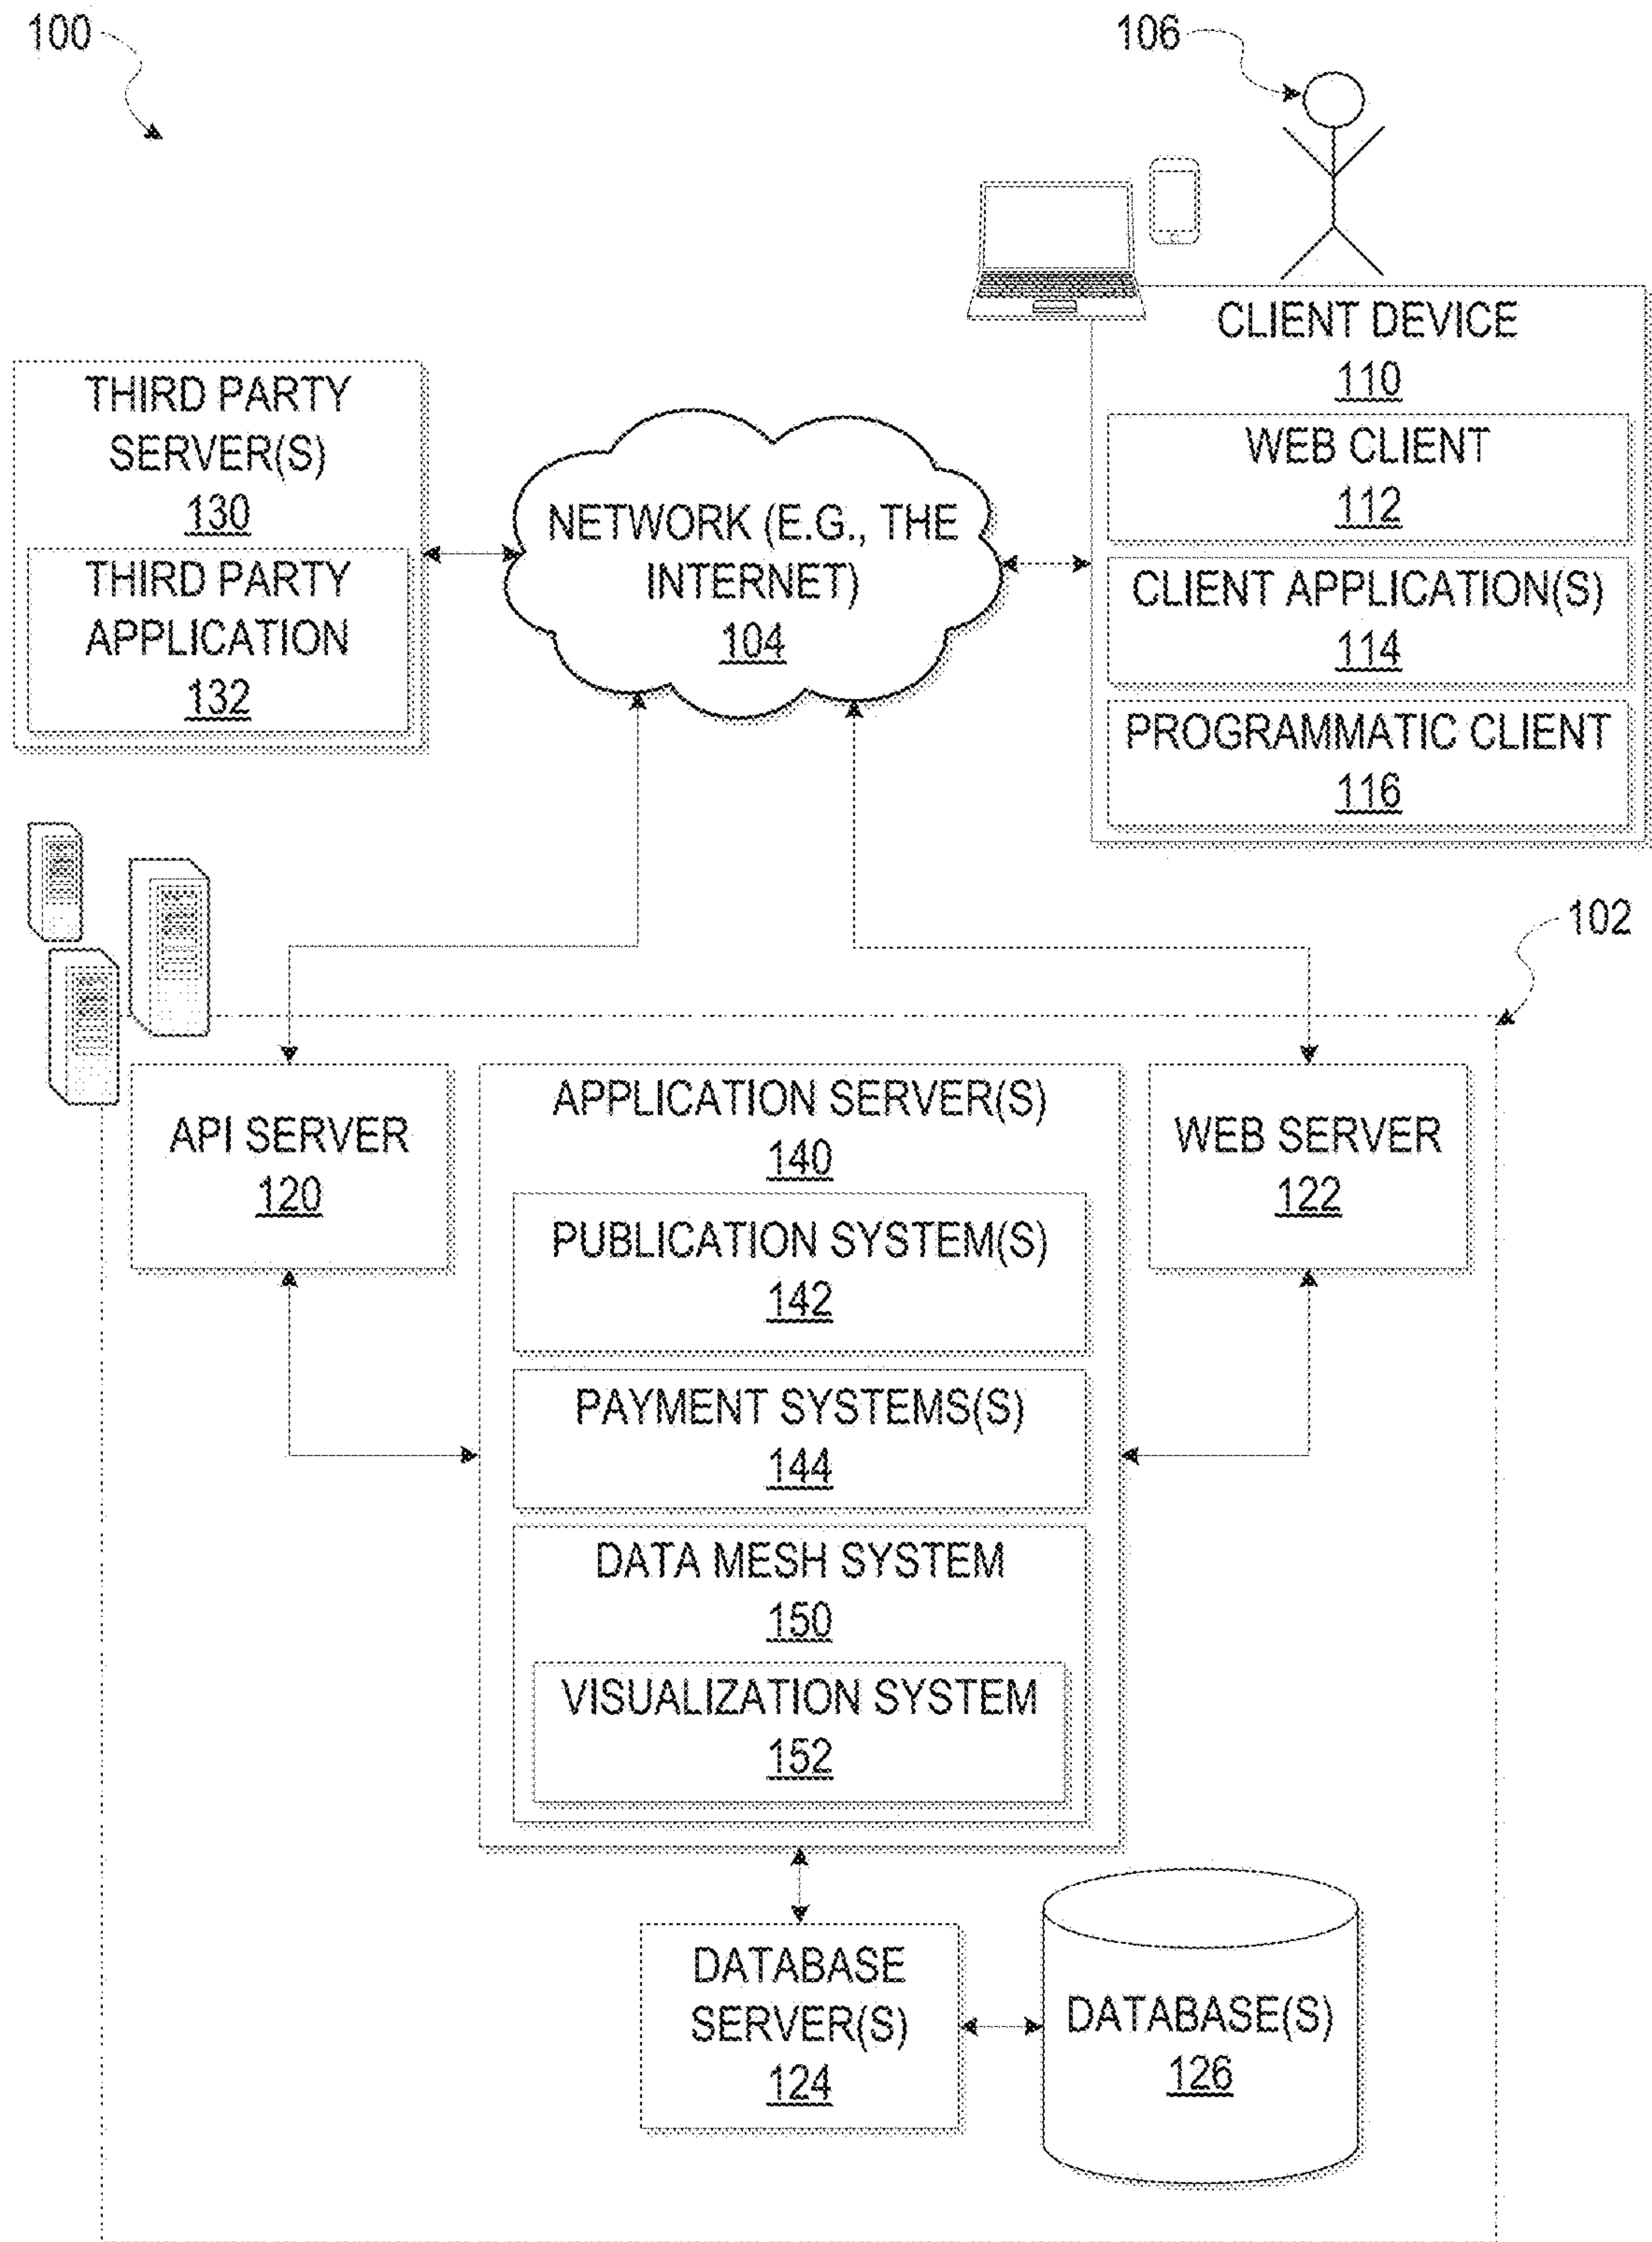 100
106
CLIENT DEVICE
110
WEB CLIENT
112
CLIENT APPLICATION(S)
114
PROGRAMMATIC CLIENT
116
THIRD PARTY
SERVER(S)
130
THIRD PARTY
APPLICATION
132
NETWORK (E.G., THE
INTERNET)
104
102
API SERVER
120
APPLICATION SERVER(S)
140
PUBLICATION SYSTEM(S)
142
PAYMENT SYSTEMS(S)
144
DATA MESH SYSTEM
150
VISUALIZATION SYSTEM
152
WEB SERVER
122
DATABASE
SERVER(S)
124
DATABASE(S)
126